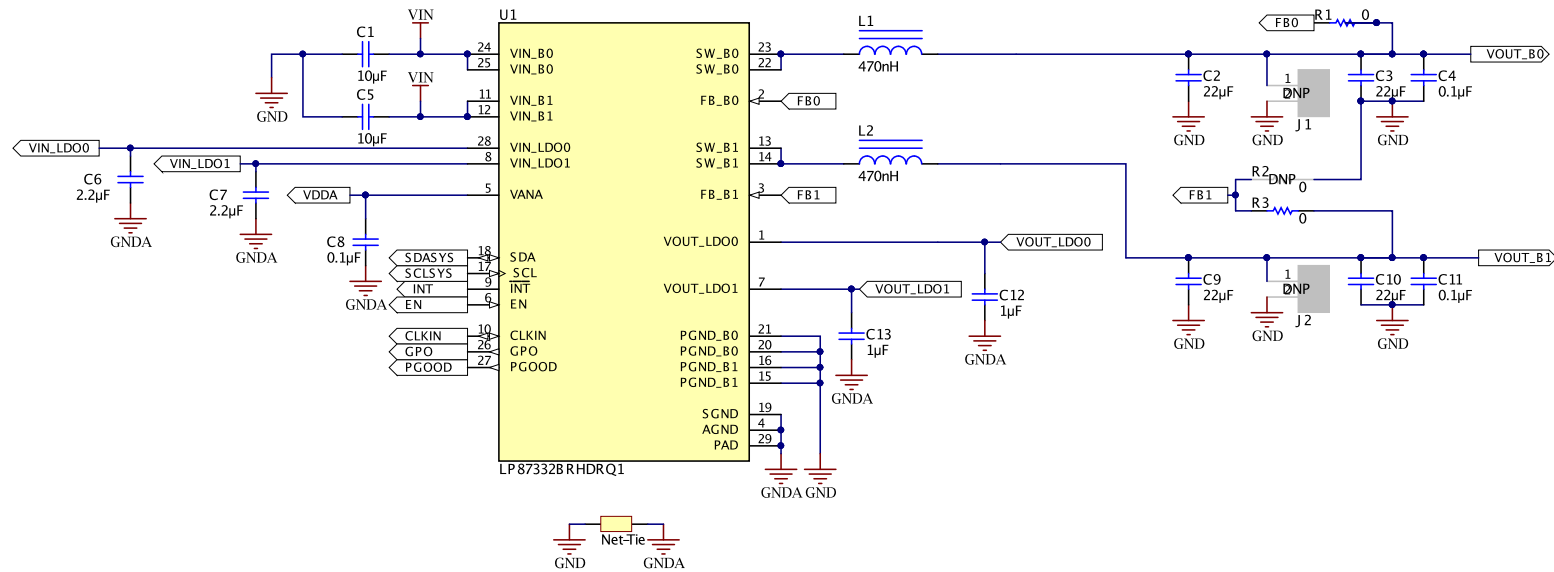 U1
VIN
C1
10µF
VIN
C5
10µF
GND
VIN_LDO0
C6
2.2µF
GNDA
VIN_LDO1
C7
2.2µF
GNDA
VDDA
C8
0.1µF
GNDA
24 VIN_B0
25 VIN_B0
11 VIN_B1
12 VIN_B1
28 VIN_LDO0
8 VIN_LDO1
5 VANA
SDASYS 18 SDA
SCLSYS 17 SCL
INT 9 INT
EN 6 EN
CLKIN 10 CLKIN
GPO 26 GPO
PGOOD 27 PGOOD
SW_B0 23
SW_B0 22
FB_B0 2 FB0
SW_B1 13
SW_B1 14
FB_B1 3 FB1
VOUT_LDO0 1 VOUT_LDO0
VOUT_LDO1 7 VOUT_LDO1
PGND_B0 21
PGND_B0 20
PGND_B1 16
PGND_B1 15
SGND 19
AGND 4
PAD 29
LP87332BRHDRQ1
GNDA GND
L1
470nH
L2
470nH
C12
1µF
GNDA
C13
1µF
GNDA
FB0 R1 0
VOUT_B0
C2
22µF
GND
1
2
DNP
J1
GND
C3
22µF
C4
0.1µF
GND
FB1
R2 DNP 0
R3 0
VOUT_B1
C9
22µF
GND
1
2
DNP
J2
GND
C10
22µF
C11
0.1µF
GND
Net-Tie
GND GNDA